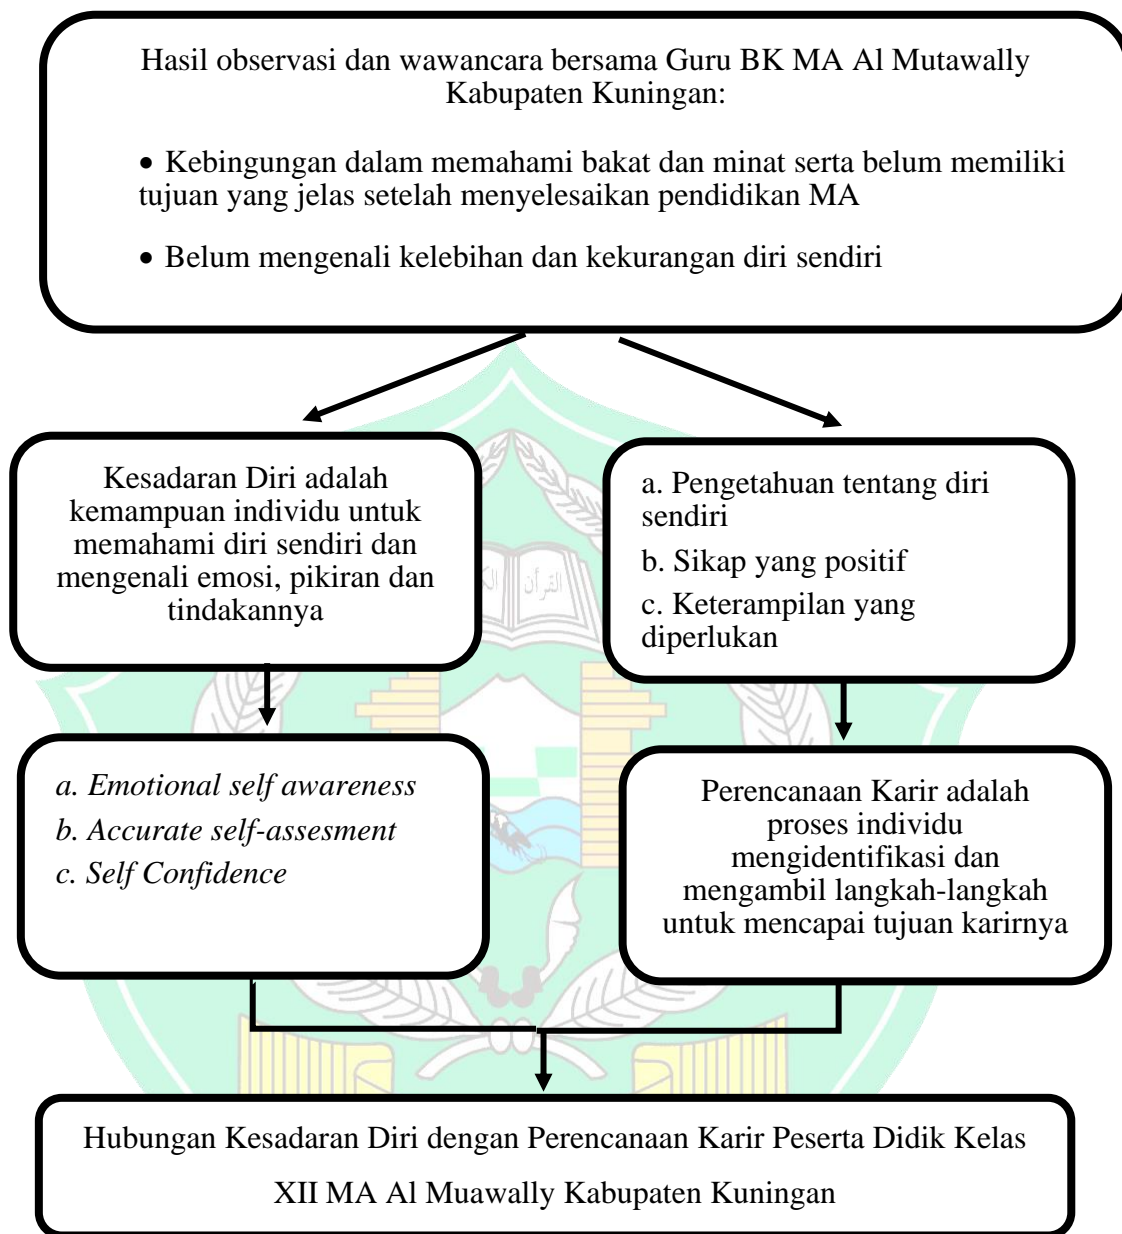 Hasil observasi dan wawancara bersama Guru BK MA Al Mutawally
Kabupaten Kuningan:
• Kebingungan dalam memahami bakat dan minat serta belum memiliki
tujuan yang jelas setelah menyelesaikan pendidikan MA
• Belum mengenali kelebihan dan kekurangan diri sendiri
Kesadaran Diri adalah
kemampuan individu untuk
memahami diri sendiri dan
mengenali emosi, pikiran dan
tindakannya
a. Pengetahuan tentang diri
sendiri
b. Sikap yang positif
c. Keterampilan yang
diperlukan
القرآن
a. Emotional self awareness
b. Accurate self-assesment
c. Self Confidence
Perencanaan Karir adalah
proses individu
mengidentifikasi dan
mengambil langkah-langkah
untuk mencapai tujuan karirnya
Hubungan Kesadaran Diri dengan Perencanaan Karir Peserta Didik Kelas
XII MA Al Muawally Kabupaten Kuningan